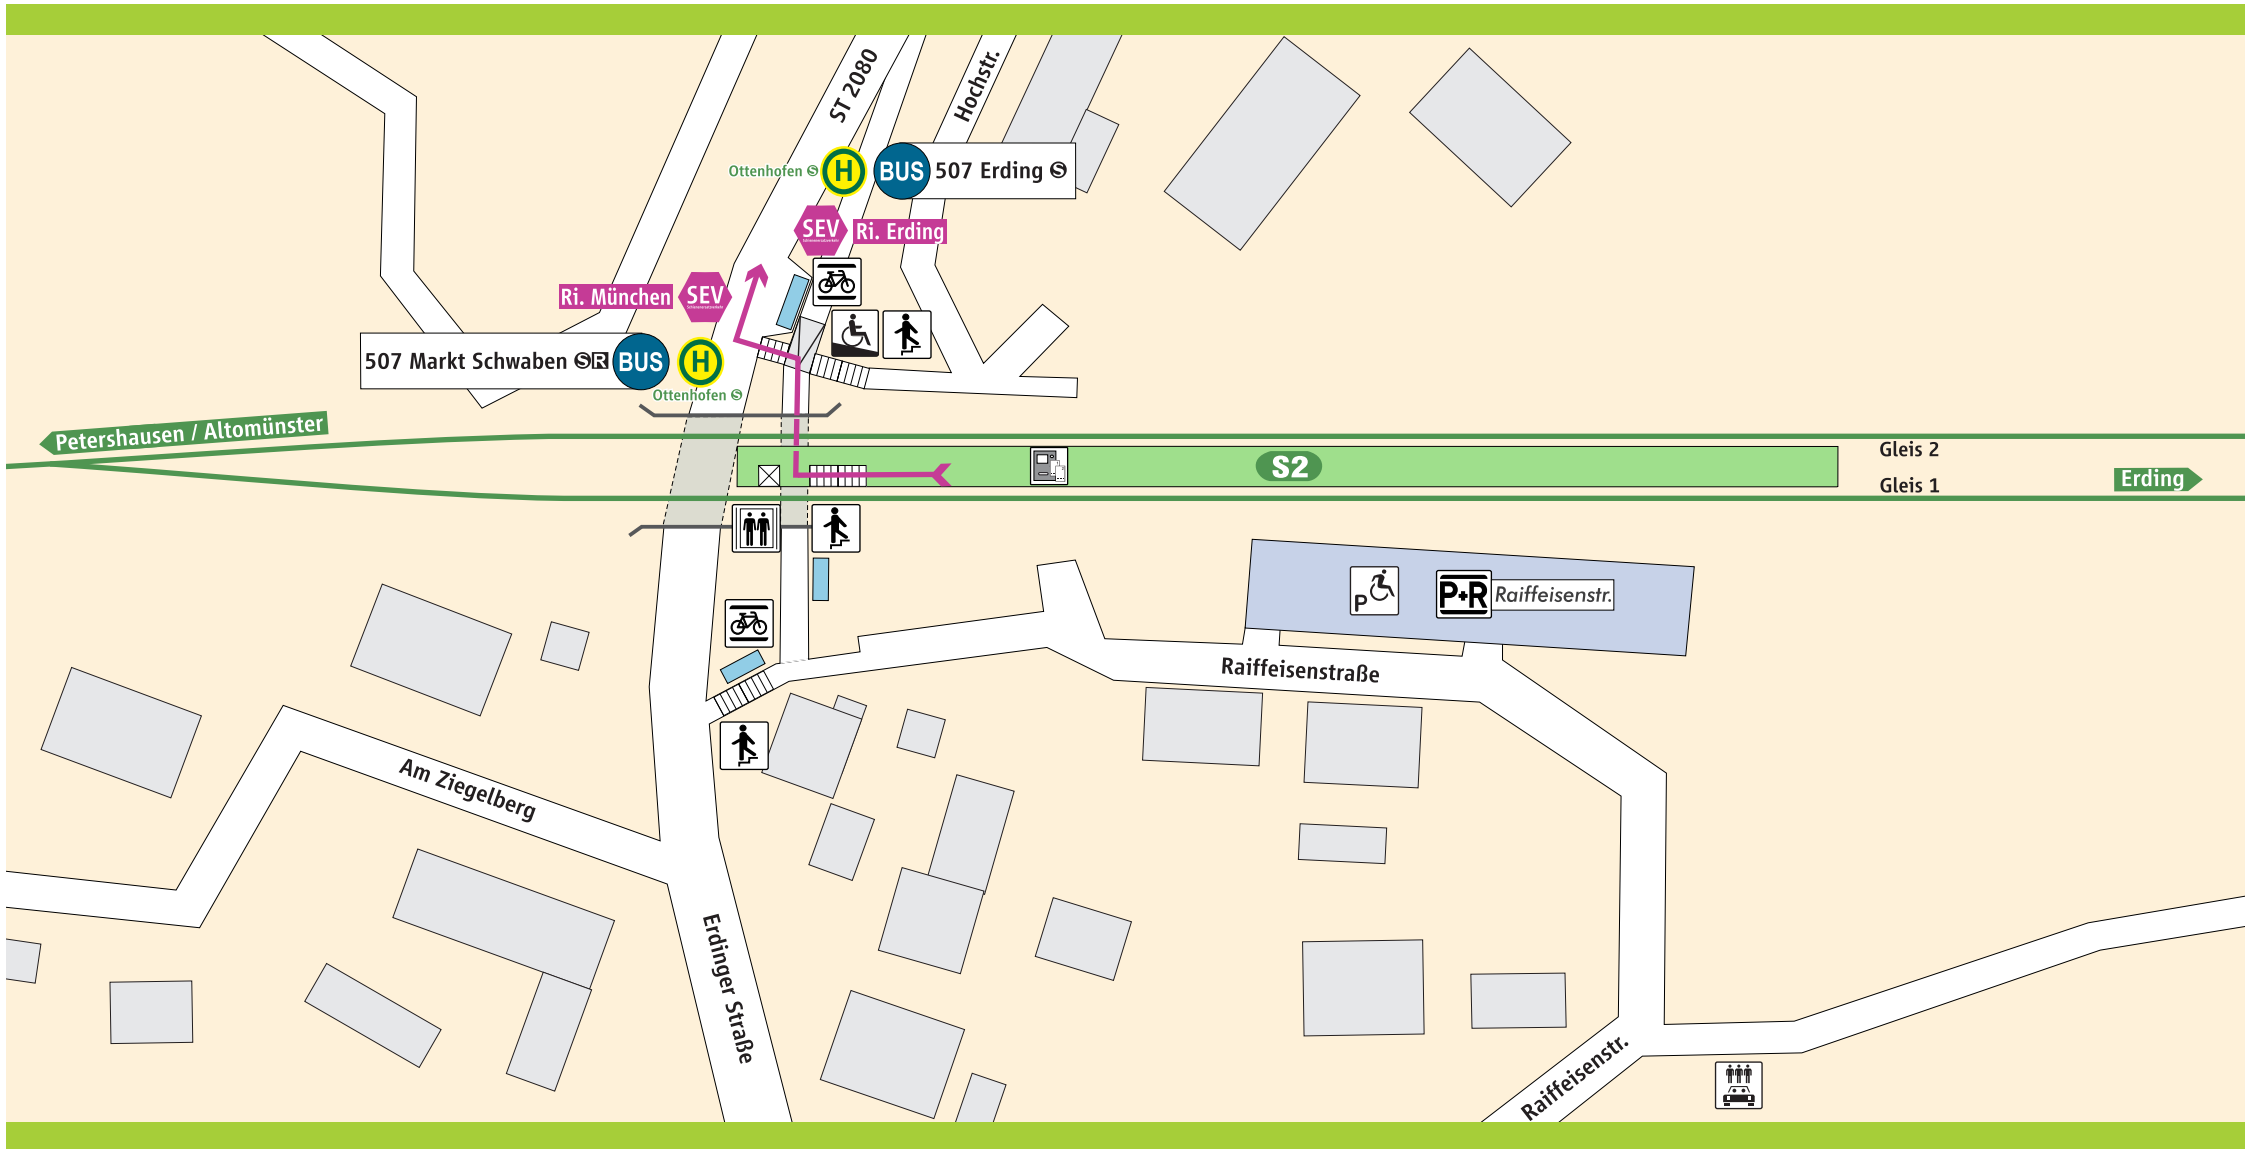 ST 2080
Hochstr.
Ottenhofen S
H
BUS
507 Erding S
SEV
Ri. Erding
Ri. München
SEV
507 Markt Schwaben S R
BUS
H
Ottenhofen S
Petershausen / Altomünster
S2
Gleis 2
Gleis 1
Erding
P
P+R
Raiffeisenstr.
Raiffeisenstraße
Am Ziegelberg
Erdinger Straße
Raiffeisenstr.